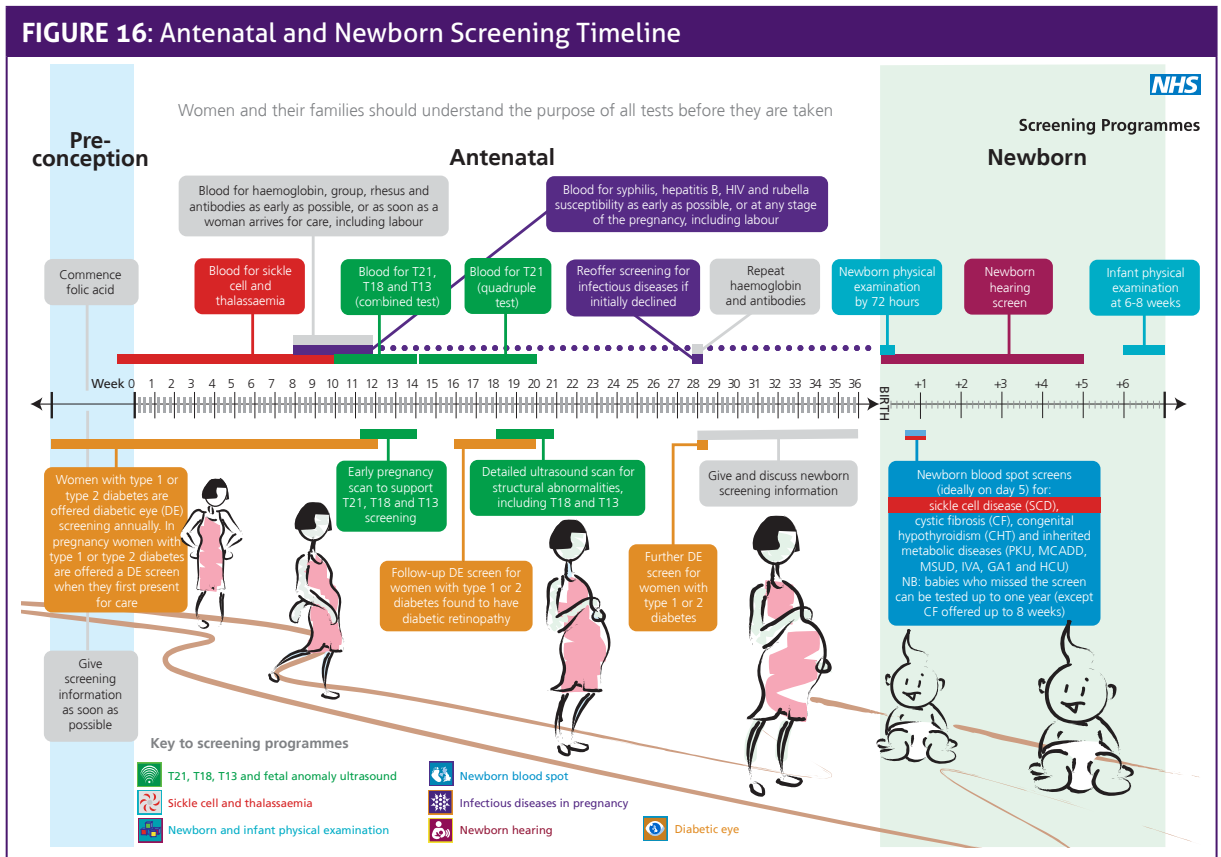 FIGURE 16: Antenatal and Newborn Screening Timeline
NHS
Women and their families should understand the purpose of all tests before they are taken
Screening Programmes
Pre-
conception
Antenatal
Newborn
Blood for haemoglobin, group, rhesus and
antibodies as early as possible, or as soon as a
woman arrives for care, including labour
Blood for syphilis, hepatitis B, HIV and rubella
susceptibility as early as possible, or at any stage
of the pregnancy, including labour
Commence
folic acid
Blood for sickle
cell and
thalassaemia
Blood for T21,
T18 and T13
(combined test)
Blood for T21
(quadruple
test)
Reoffer screening for
infectious diseases if
initially declined
Repeat
haemoglobin
and antibodies
Newborn physical
examination
by 72 hours
Newborn
hearing
screen
Infant physical
examination
at 6-8 weeks
Week 0 1 2 3 4 5 6 7 8 9 10 11 12 13 14 15 16 17 18 19 20 21 22 23 24 25 26 27 28 29 30 31 32 33 34 35 36
BIRTH
+1 +2 +3 +4 +5 +6
Women with type 1 or
type 2 diabetes are
offered diabetic eye (DE)
screening annually. In
pregnancy women with
type 1 or type 2 diabetes
are offered a DE screen
when they first present
for care
Early pregnancy
scan to support
T21, T18 and T13
screening
Detailed ultrasound scan for
structural abnormalities,
including T18 and T13
Give and discuss newborn
screening information
Newborn blood spot screens
(ideally on day 5) for:
sickle cell disease (SCD),
cystic fibrosis (CF), congenital
hypothyroidism (CHT) and inherited
metabolic diseases (PKU, MCADD,
MSUD, IVA, GA1 and HCU)
NB: babies who missed the screen
can be tested up to one year (except
CF offered up to 8 weeks)
Follow-up DE screen for
women with type 1 or 2
diabetes found to have
diabetic retinopathy
Further DE
screen for
women with
type 1 or 2
diabetes
Give
screening
information
as soon as
possible
Key to screening programmes
T21, T18, T13 and fetal anomaly ultrasound
Sickle cell and thalassaemia
Newborn and infant physical examination
Newborn blood spot
Infectious diseases in pregnancy
Newborn hearing
Diabetic eye